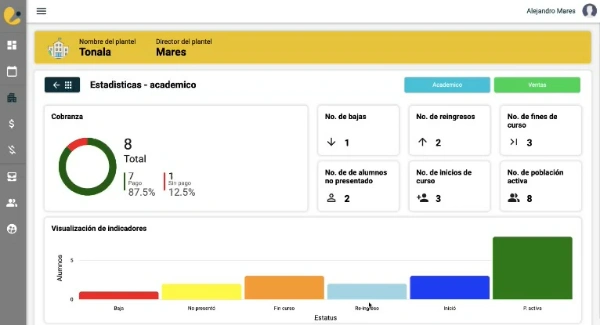 Alejandro Mares
Nombre del plantel
Director del plantel
Tonala
Mares
Estadisticas - academico
Academico
Ventas
Cobranza
8
Total
7
Pago
87.5%
1
Sin pago
12.5%
No. de bajas
1
No. de reingresos
2
No. de fines de
curso
3
No. de de alumnos
no presentado
2
No. de inicios de
curso
3
No. de población
activa
8
Visualización de indicadores
Alumnos
5
0
Baja
No presentó
Fin curso
Re-ingreso
Inició
P. activa
Estatus